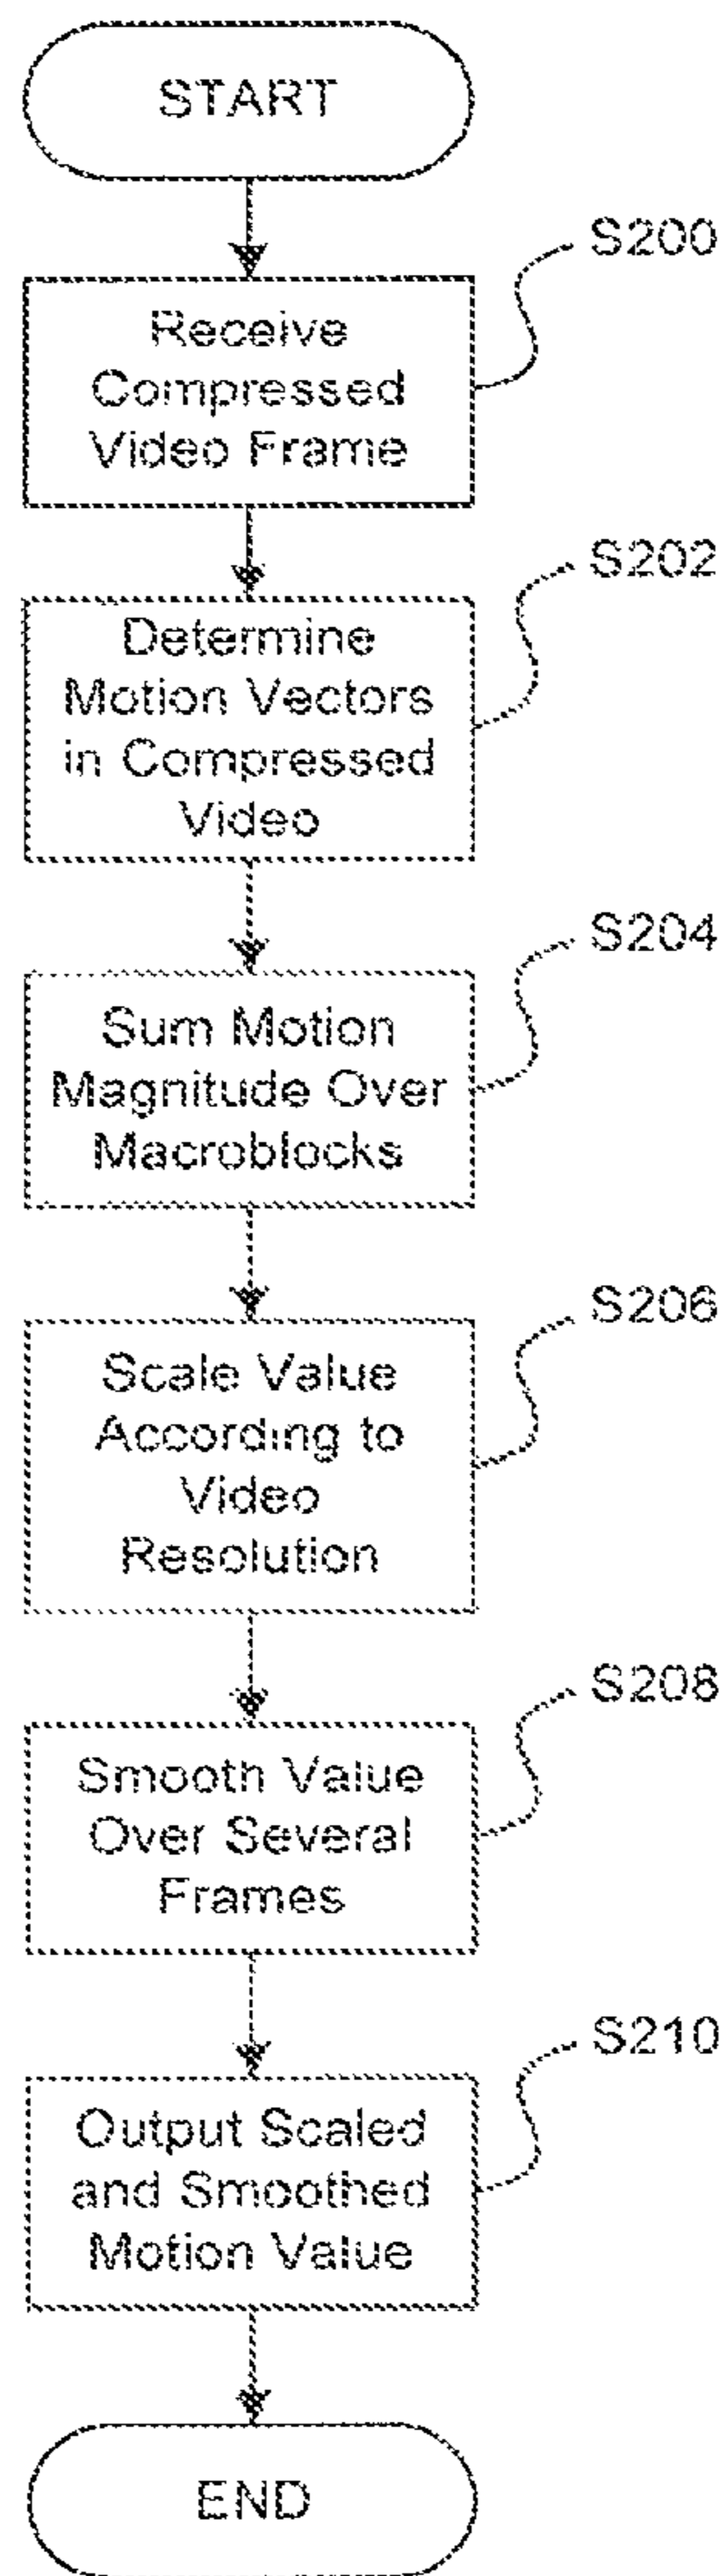 START
S200
Receive
Compressed
Video Frame
S202
Determine
Motion Vectors
in Compressed
Video
S204
Sum Motion
Magnitude Over
Macroblocks
S206
Scale Value
According to
Video
Resolution
S208
Smooth Value
Over Several
Frames
S210
Output Scaled
and Smoothed
Motion Value
END